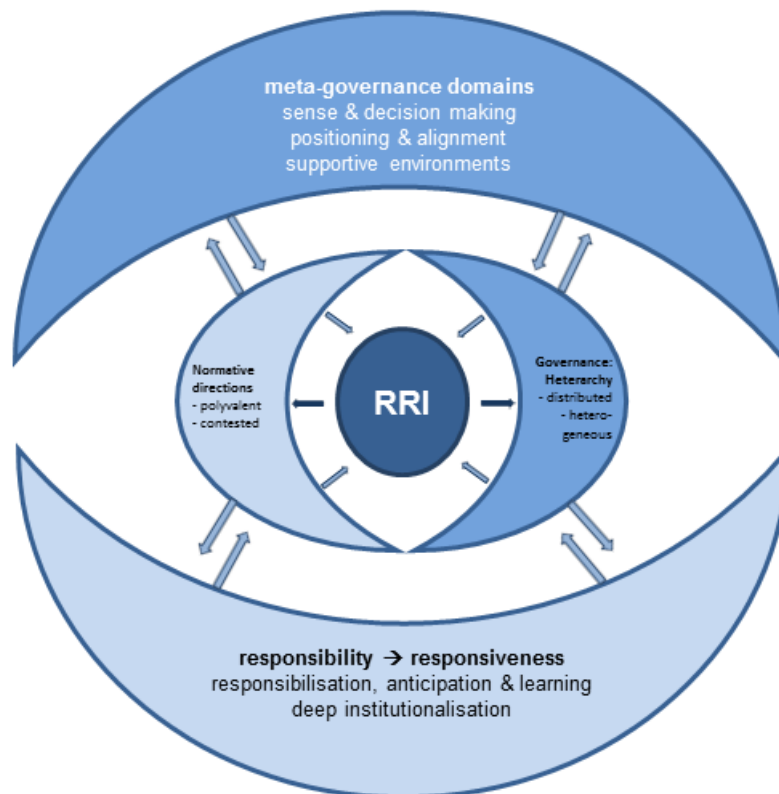 meta-governance domains
sense & decision making
positioning & alignment
supportive environments
Normative
directions
- polyvalent
- contested
RRI
Governance:
Heterarchy
- distributed
- hetero-
geneous
responsibility → responsiveness
responsibilisation, anticipation & learning
deep institutionalisation